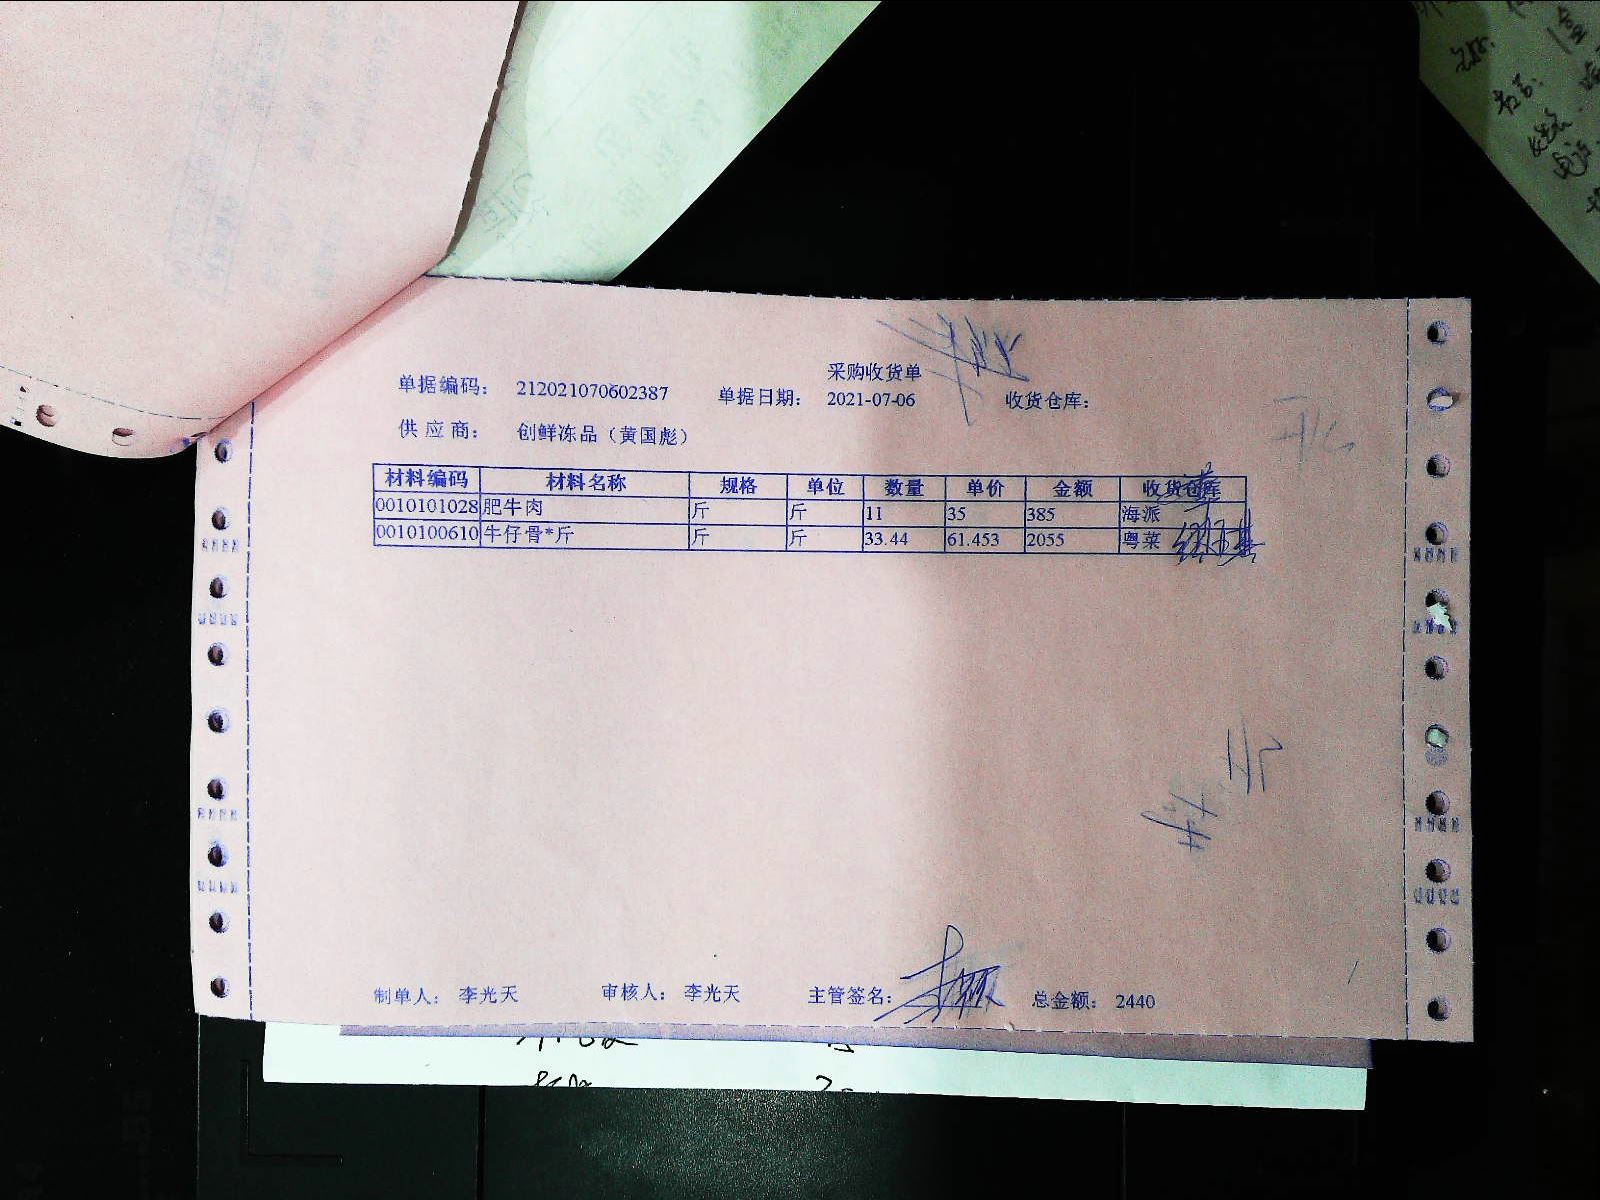 采购收货单
单据编码： 212021070602387 单据日期： 2021-07-06 收货仓库：
供应商： 创鲜冻品（黄国彪）
材料编码 材料名称 规格 单位 数量 单价 金额 收货仓库
0010101028 肥牛肉 斤 斤 11 35 385 海派
0010100610 牛仔骨*斤 斤 斤 33.44 61.453 2055 粤菜
制单人： 李光天 审核人： 李光天 主管签名： 总金额： 2440